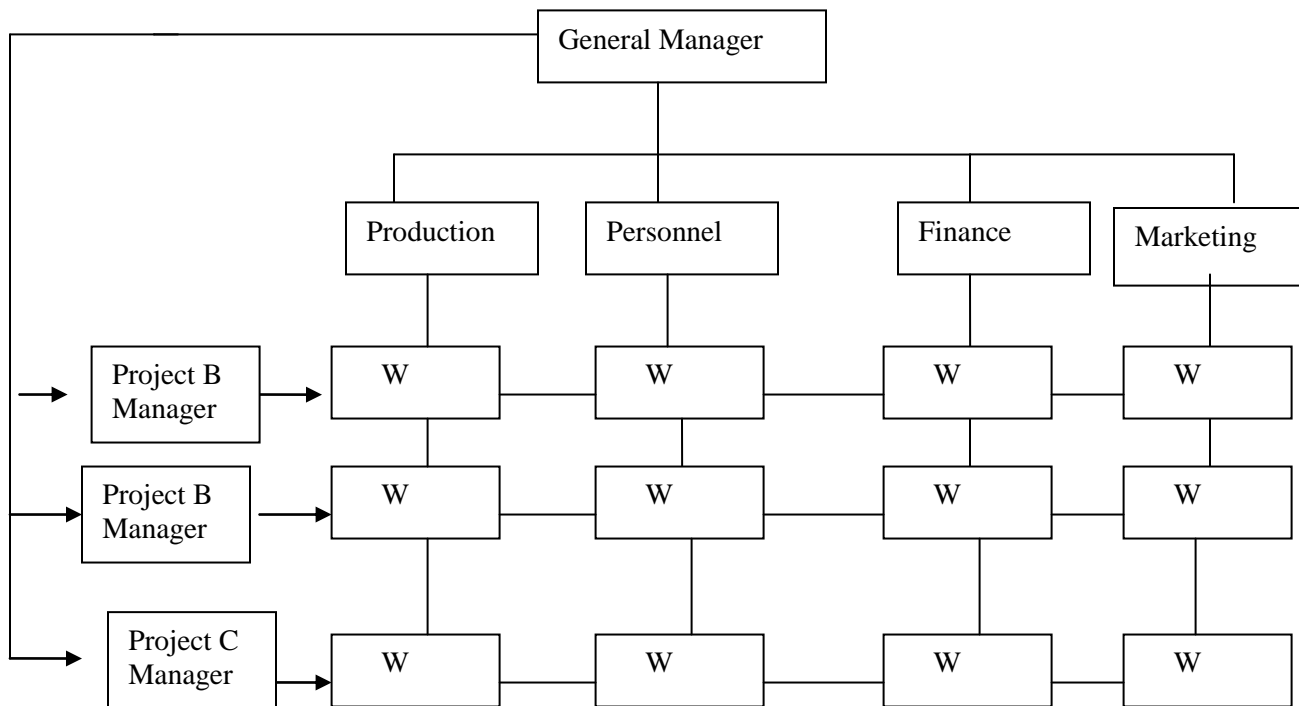 General Manager
Production
Personnel
Finance
Marketing
Project B
Manager
W
W
W
W
Project B
Manager
W
W
W
W
Project C
Manager
W
W
W
W